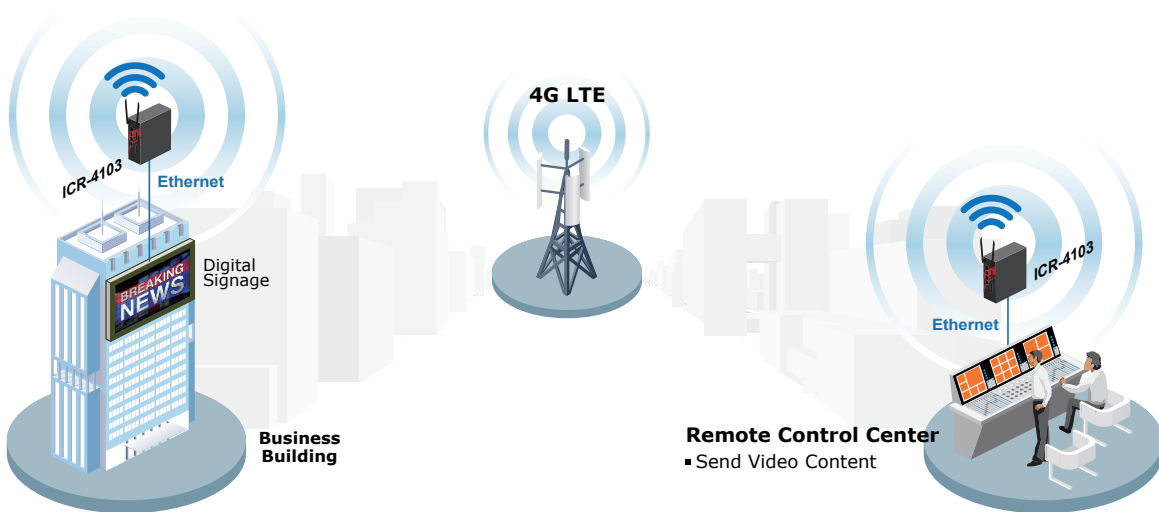 4G LTE
ICR-4103
Ethernet
Digital
Signage
BREAKING
NEWS
Business
Building
ICR-4103
Ethernet
Remote Control Center
▪ Send Video Content